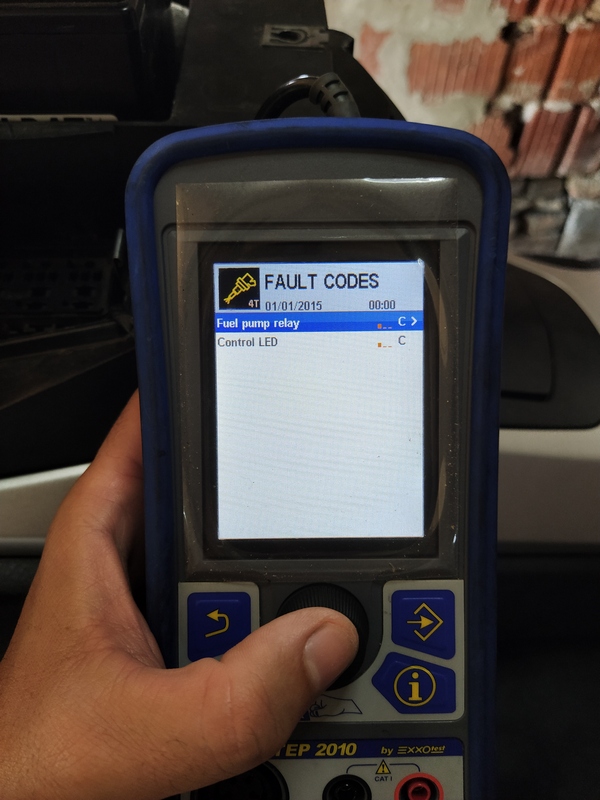 FAULT CODES
4T 01/01/2015 00:00
Fuel pump relay C >
Control LED C
TEP 2010 by EXXOtest
CAT I